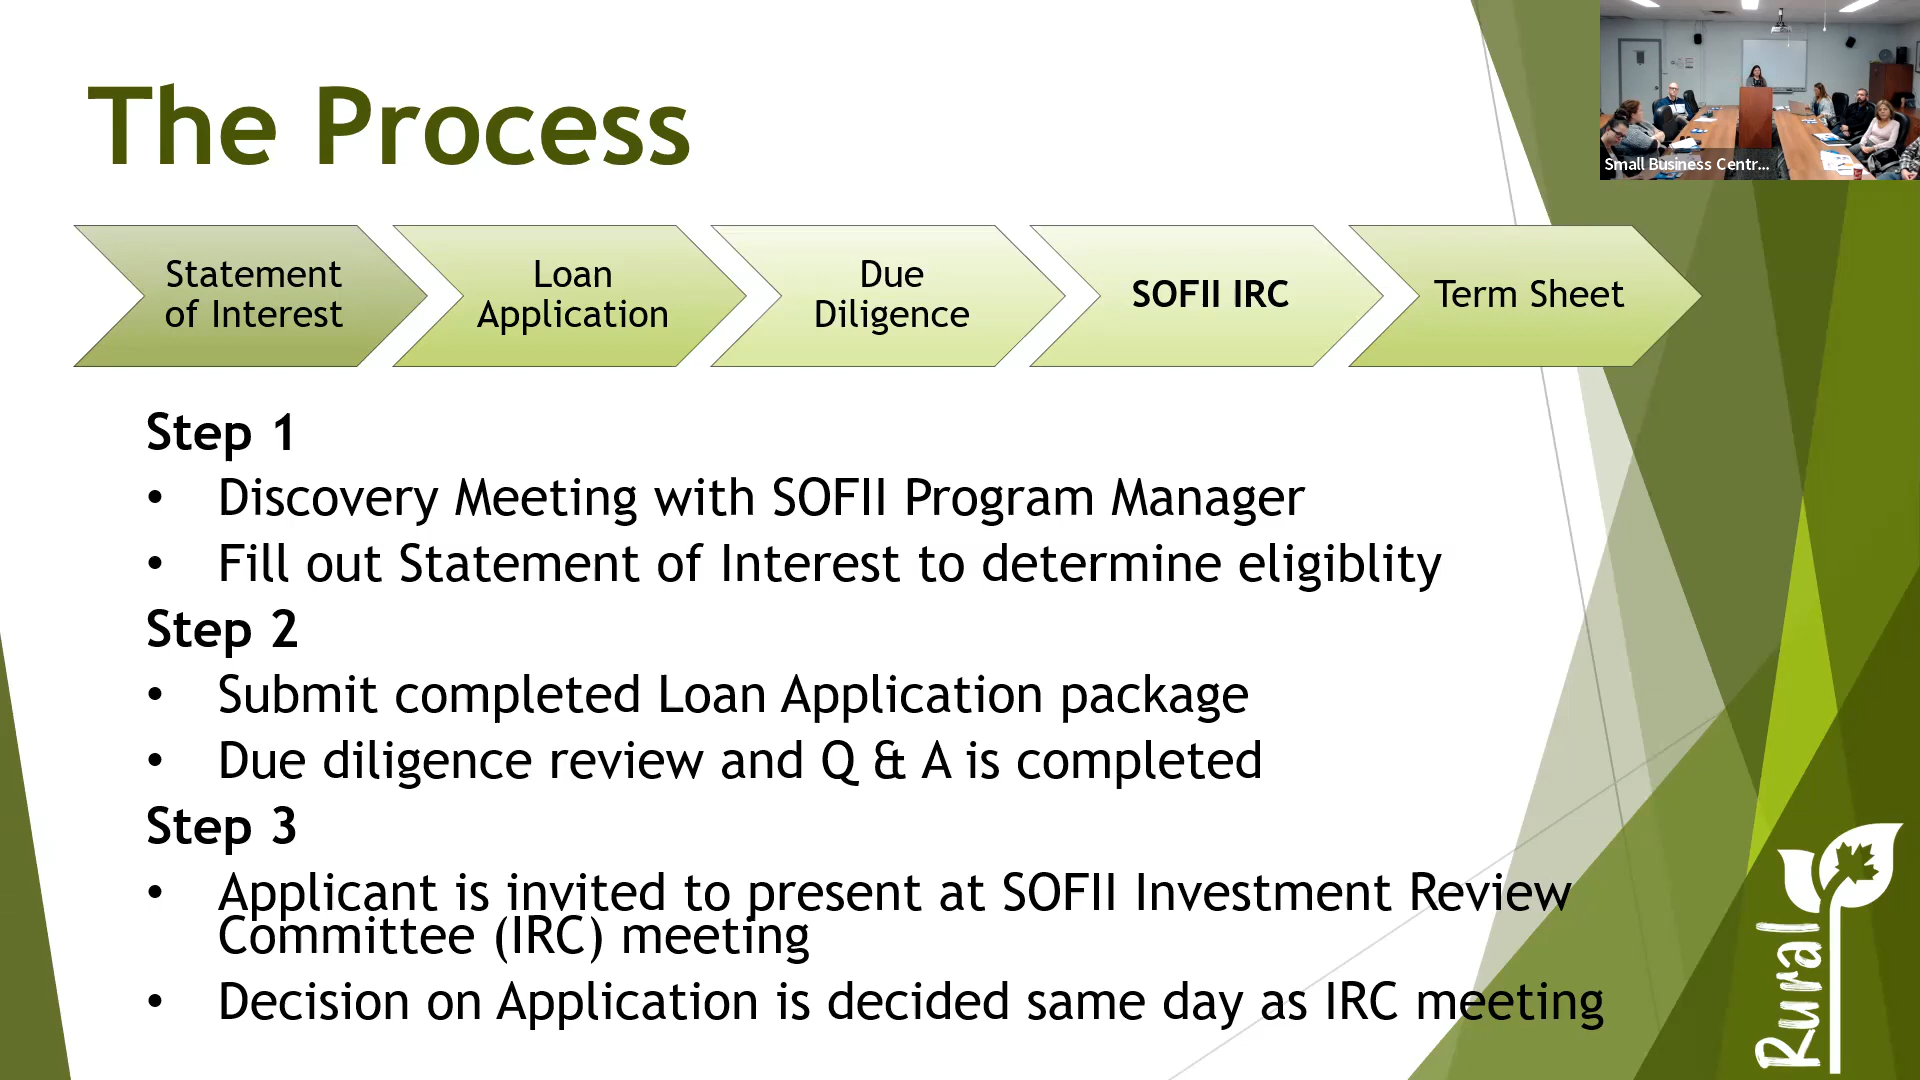 The Process
Small Business Centr...
Statement
of Interest
Loan
Application
Due
Diligence
SOFII IRC
Term Sheet
Step 1
• Discovery Meeting with SOFII Program Manager
• Fill out Statement of Interest to determine eligiblity
Step 2
• Submit completed Loan Application package
• Due diligence review and Q & A is completed
Step 3
• Applicant is invited to present at SOFII Investment Review
Committee (IRC) meeting
• Decision on Application is decided same day as IRC meeting
Rural